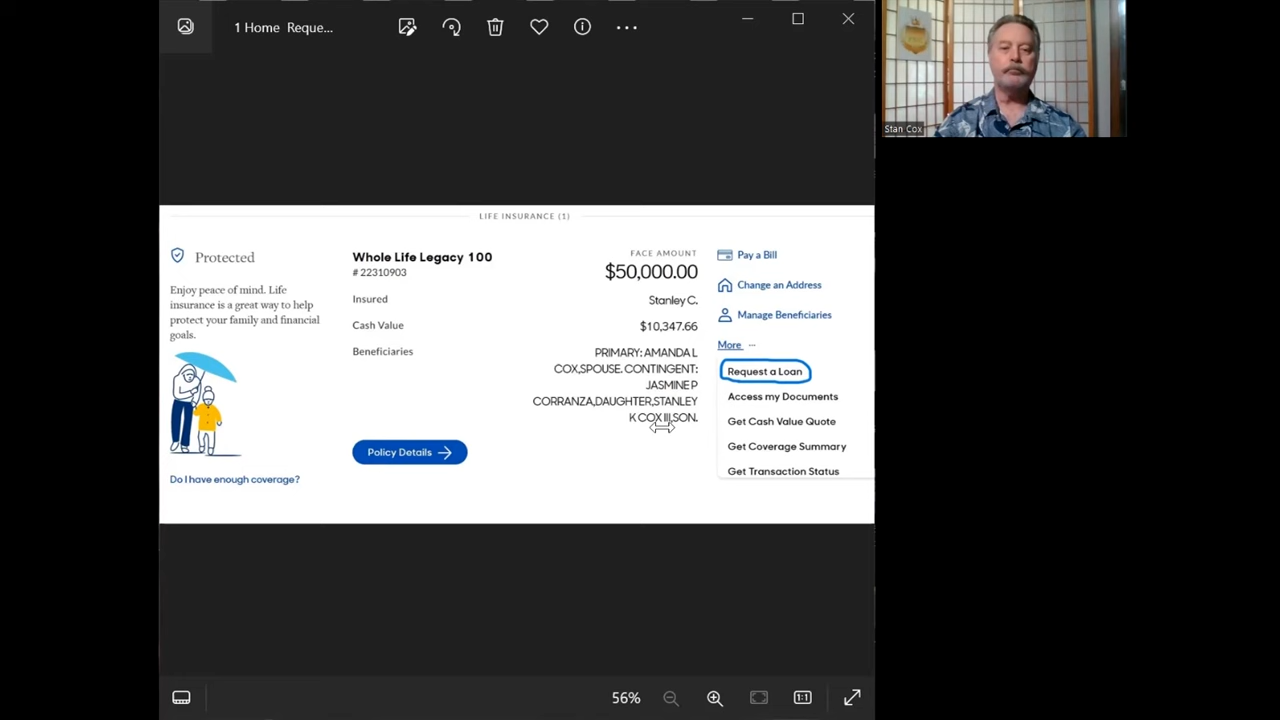 1 Home Reque...
Stan Cox
LIFE INSURANCE (1)
Protected
Enjoy peace of mind. Life
insurance is a great way to help
protect your family and financial
goals.
Do I have enough coverage?
Whole Life Legacy 100
# 22310903
FACE AMOUNT
$50,000.00
Insured
Stanley C.
Cash Value
$10,347.66
Beneficiaries
PRIMARY: AMANDA L
COX,SPOUSE. CONTINGENT:
JASMINE P
CORRANZA,DAUGHTER,STANLEY
K COX III,SON.
Policy Details
Pay a Bill
Change an Address
Manage Beneficiaries
More ...
Request a Loan
Access my Documents
Get Cash Value Quote
Get Coverage Summary
Get Transaction Status
56%
1:1